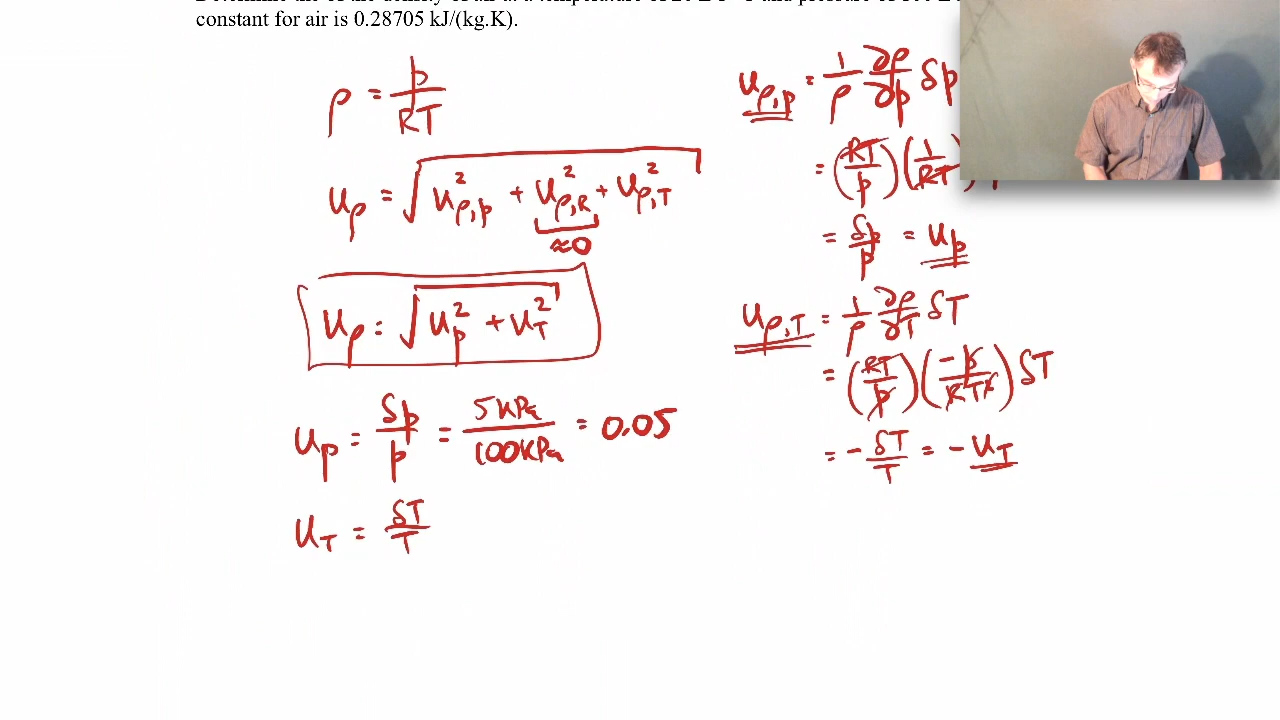 constant for air is 0.28705 kJ/(kg.K).
ρ = p/RT
u_ρ = √(u²_ρ,p + u²_ρ,R + u²_ρ,T)
≈0
u_ρ = √(u_p² + u_T²)
u_p = δp/p = 5kPa/100kPa = 0.05
u_T = δT/T
u_ρ,p = 1/ρ ∂ρ/∂p δp
= (RT/p)(1/RT)
= δp/p = u_p
u_ρ,T = 1/ρ ∂ρ/∂T δT
= (RT/p)(-p/RT²)δT
= -δT/T = -u_T